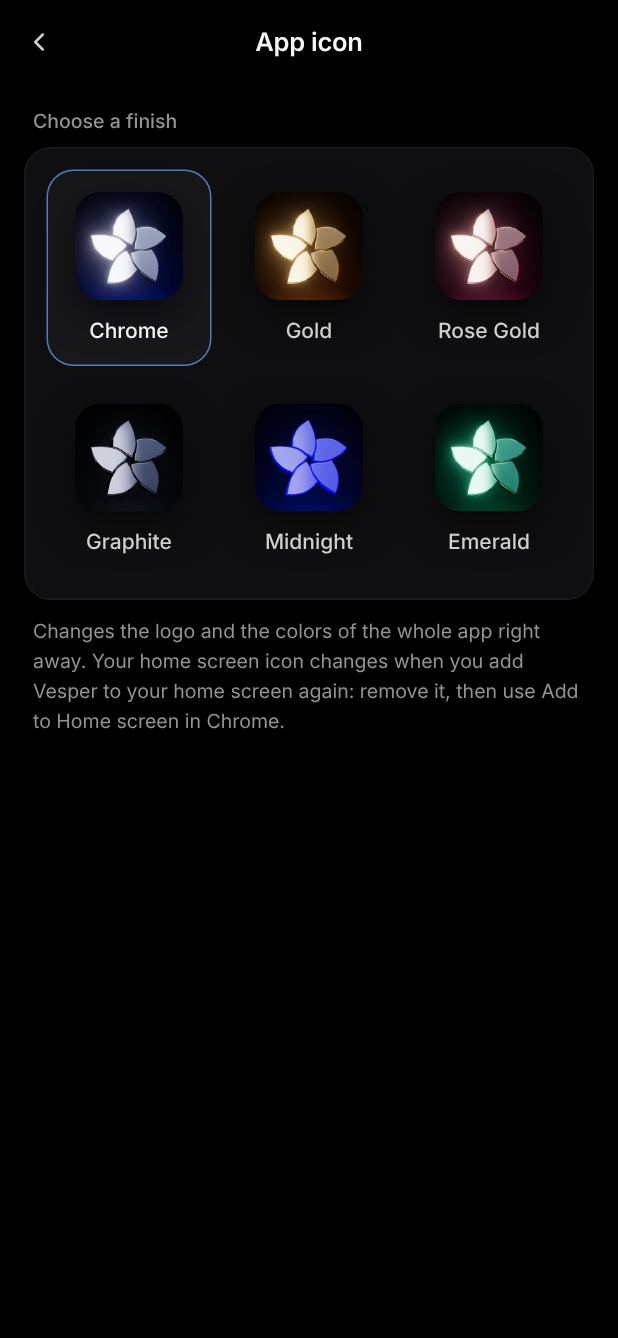 App icon
Choose a finish
Chrome
Gold
Rose Gold
Graphite
Midnight
Emerald
Changes the logo and the colors of the whole app right
away. Your home screen icon changes when you add
Vesper to your home screen again: remove it, then use Add
to Home screen in Chrome.